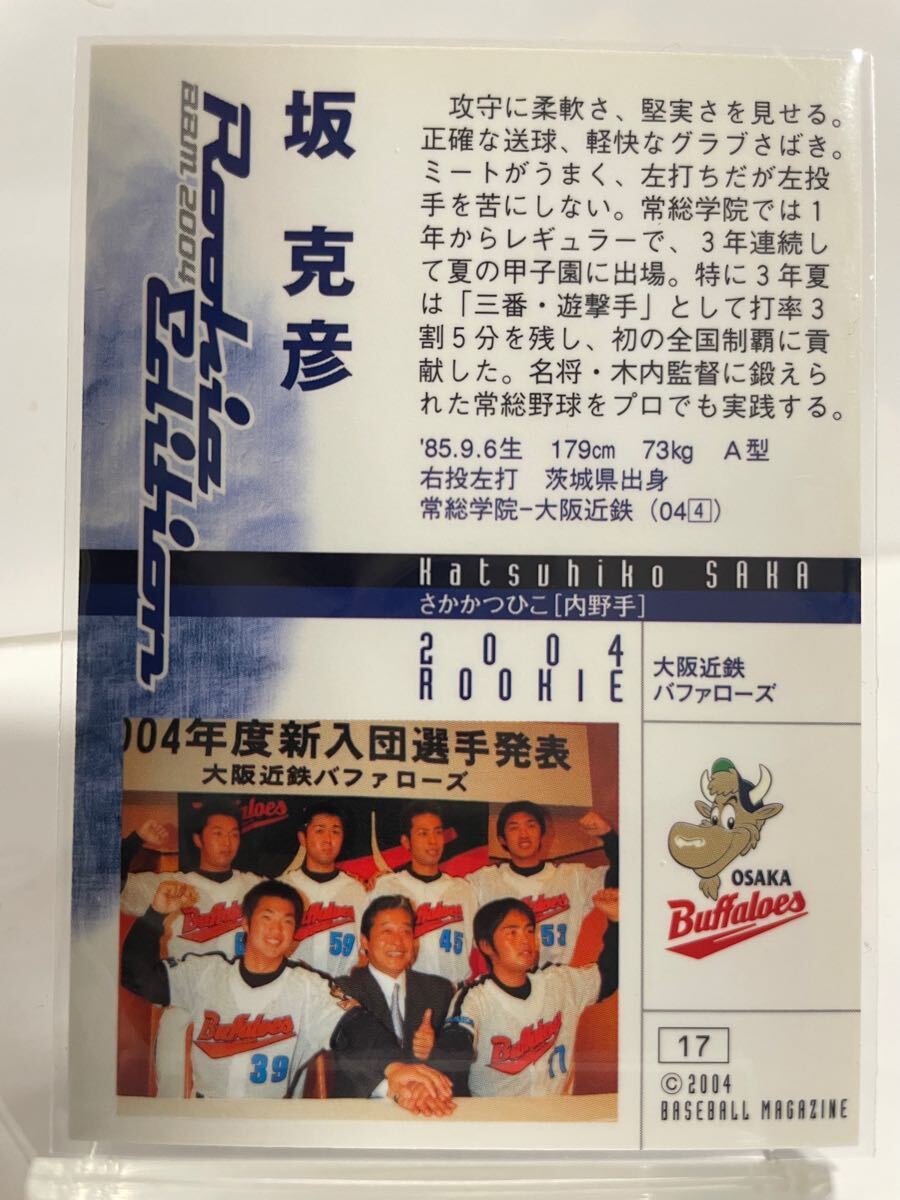 BBM 2004
Rookie Edition
坂 克彦
攻守に柔軟さ、堅実さを見せる。
正確な送球、軽快なグラブさばき。
ミートがうまく、左打ちだが左投
手を苦にしない。常総学院では1
年からレギュラーで、3年連続し
て夏の甲子園に出場。特に3年夏
は「三番・遊撃手」として打率3
割5分を残し、初の全国制覇に貢
献した。名将・木内監督に鍛えら
れた常総野球をプロでも実践する。
'85.9.6生 179cm 73kg A型
右投左打 茨城県出身
常総学院−大阪近鉄（04④）
Katsuhiko SAKA
さかかつひこ［内野手］
2004
ROOKIE
大阪近鉄
バファローズ
004年度新入団選手発表
大阪近鉄バファローズ
Buffaloes
Buffaloes
59
45
Buffaloes
39
Buffaloes
OSAKA
Buffaloes
17
©2004
BASEBALL MAGAZINE